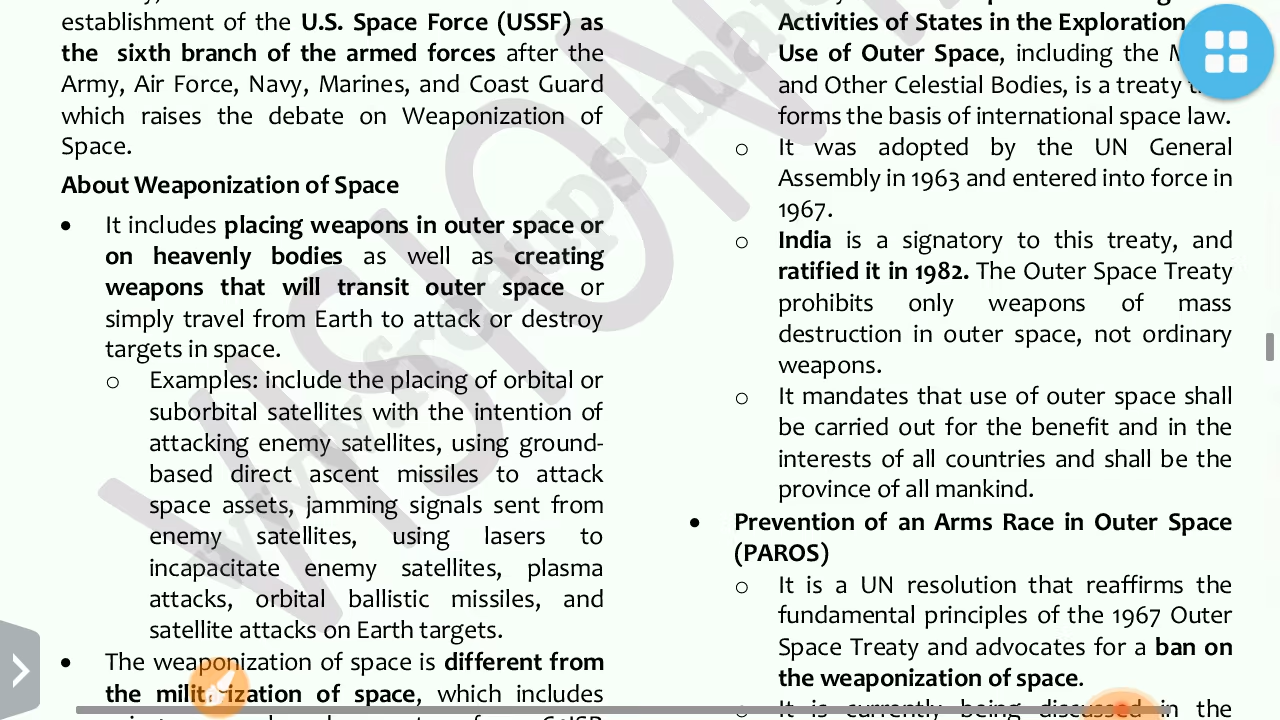 establishment of the U.S. Space Force (USSF) as
the sixth branch of the armed forces after the
Army, Air Force, Navy, Marines, and Coast Guard
which raises the debate on Weaponization of
Space.
About Weaponization of Space
• It includes placing weapons in outer space or
on heavenly bodies as well as creating
weapons that will transit outer space or
simply travel from Earth to attack or destroy
targets in space.
o Examples: include the placing of orbital or
suborbital satellites with the intention of
attacking enemy satellites, using ground-
based direct ascent missiles to attack
space assets, jamming signals sent from
enemy satellites, using lasers to
incapacitate enemy satellites, plasma
attacks, orbital ballistic missiles, and
satellite attacks on Earth targets.
• The weaponization of space is different from
the militarization of space, which includes
Activities of States in the Exploration
Use of Outer Space, including the
and Other Celestial Bodies, is a treaty
forms the basis of international space law.
o It was adopted by the UN General
Assembly in 1963 and entered into force in
1967.
o India is a signatory to this treaty, and
ratified it in 1982. The Outer Space Treaty
prohibits only weapons of mass
destruction in outer space, not ordinary
weapons.
o It mandates that use of outer space shall
be carried out for the benefit and in the
interests of all countries and shall be the
province of all mankind.
• Prevention of an Arms Race in Outer Space
(PAROS)
o It is a UN resolution that reaffirms the
fundamental principles of the 1967 Outer
Space Treaty and advocates for a ban on
the weaponization of space.
o It is currently being discussed in the